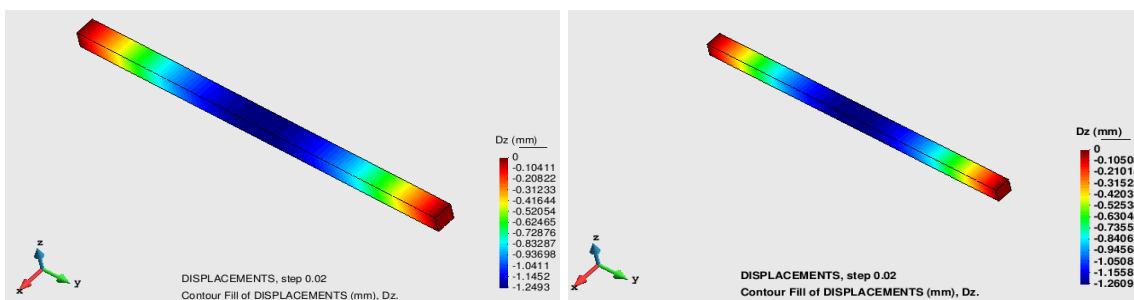 Dz (mm)
0
-0.10411
-0.20822
-0.31233
-0.41644
-0.52054
-0.62465
-0.72876
-0.83287
-0.93698
-1.0411
-1.1452
-1.2493
z
x
y
DISPLACEMENTS, step 0.02
Contour Fill of DISPLACEMENTS (mm), Dz.
Dz (mm)
0
-0.1050
-0.2101
-0.3152
-0.4203
-0.5253
-0.6304
-0.7355
-0.8406
-0.9456
-1.0508
-1.1558
-1.2609
z
x
y
DISPLACEMENTS, step 0.02
Contour Fill of DISPLACEMENTS (mm), Dz.